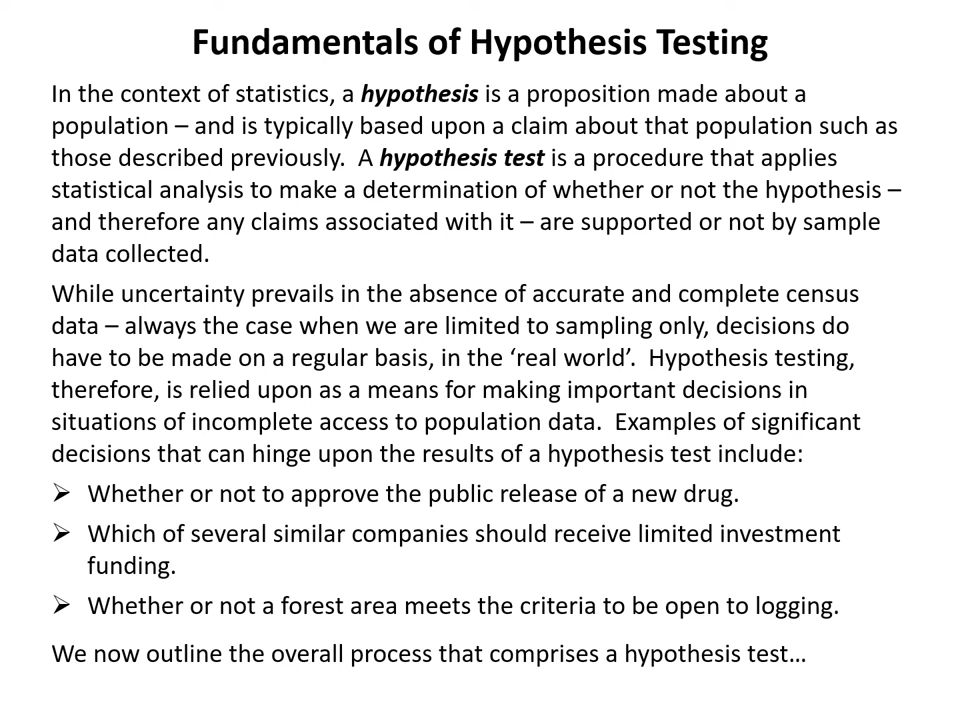 Fundamentals of Hypothesis Testing
In the context of statistics, a hypothesis is a proposition made about a
population – and is typically based upon a claim about that population such as
those described previously.  A hypothesis test is a procedure that applies
statistical analysis to make a determination of whether or not the hypothesis –
and therefore any claims associated with it – are supported or not by sample
data collected.
While uncertainty prevails in the absence of accurate and complete census
data – always the case when we are limited to sampling only, decisions do
have to be made on a regular basis, in the ‘real world’.  Hypothesis testing,
therefore, is relied upon as a means for making important decisions in
situations of incomplete access to population data.  Examples of significant
decisions that can hinge upon the results of a hypothesis test include:
➢ Whether or not to approve the public release of a new drug.
➢ Which of several similar companies should receive limited investment
funding.
➢ Whether or not a forest area meets the criteria to be open to logging.
We now outline the overall process that comprises a hypothesis test…